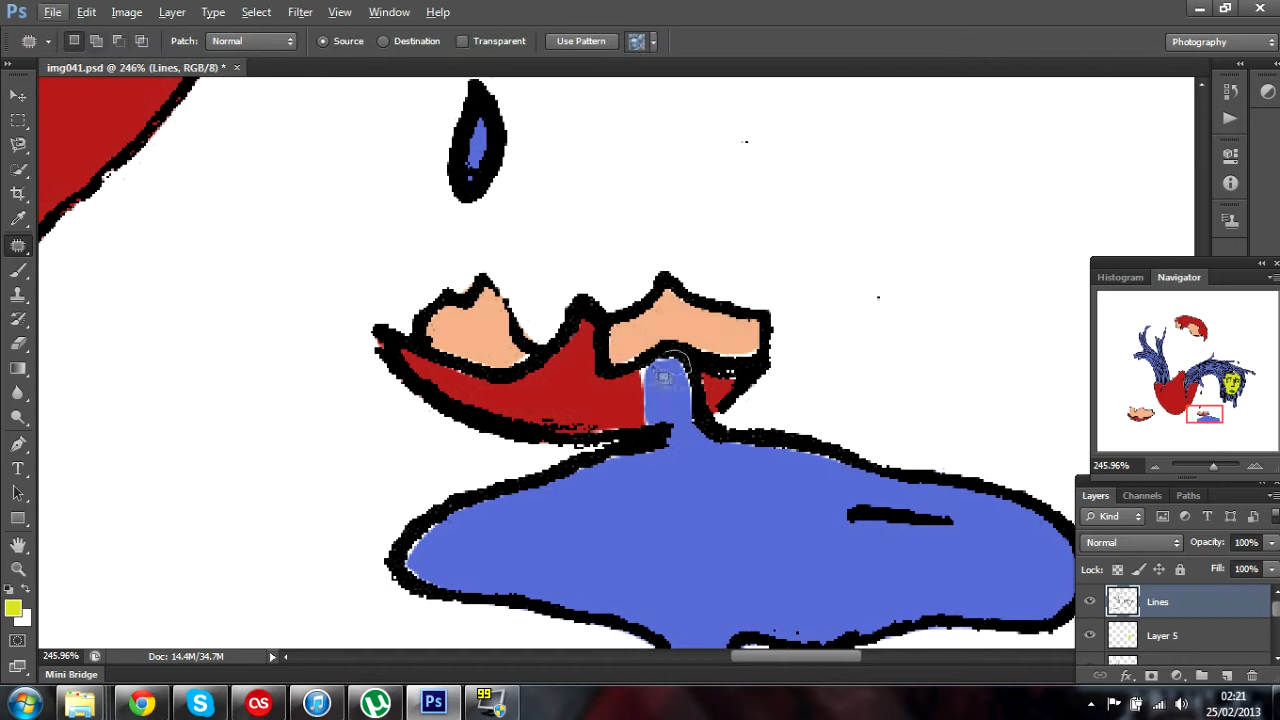 Ps File Edit Image Layer Type Select Filter View Window Help
Patch: Normal Source Destination Transparent Use Pattern Photography
img041.psd @ 246% (Lines, RGB/8) * ×
Histogram Navigator
245.96%
Layers Channels Paths
Kind
Normal Opacity: 100%
Lock: Fill: 100%
Lines
Layer 5
245.96% Doc: 14.4M/34.7M
Mini Bridge
Ps 99
02:21
25/02/2013